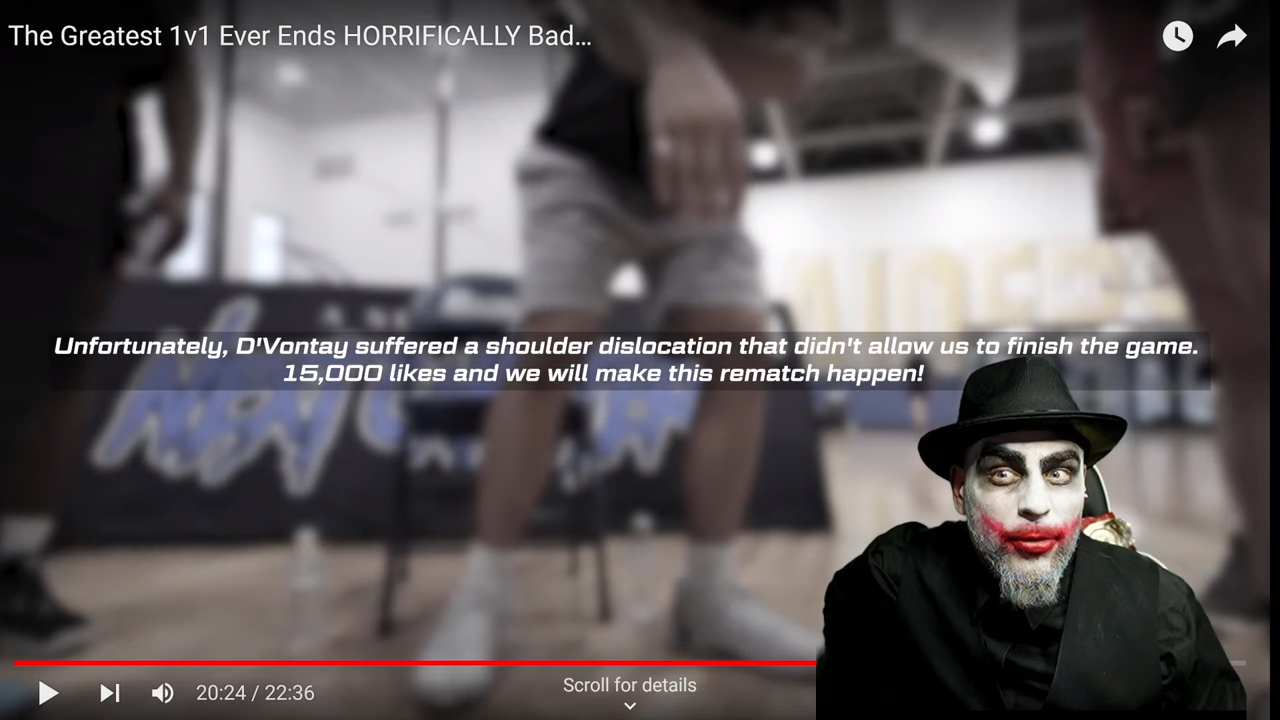 The Greatest 1v1 Ever Ends HORRIFICALLY Bad...
Unfortunately, D'Vontay suffered a shoulder dislocation that didn't allow us to finish the game.
15,000 likes and we will make this rematch happen!
20:24 / 22:36
Scroll for details